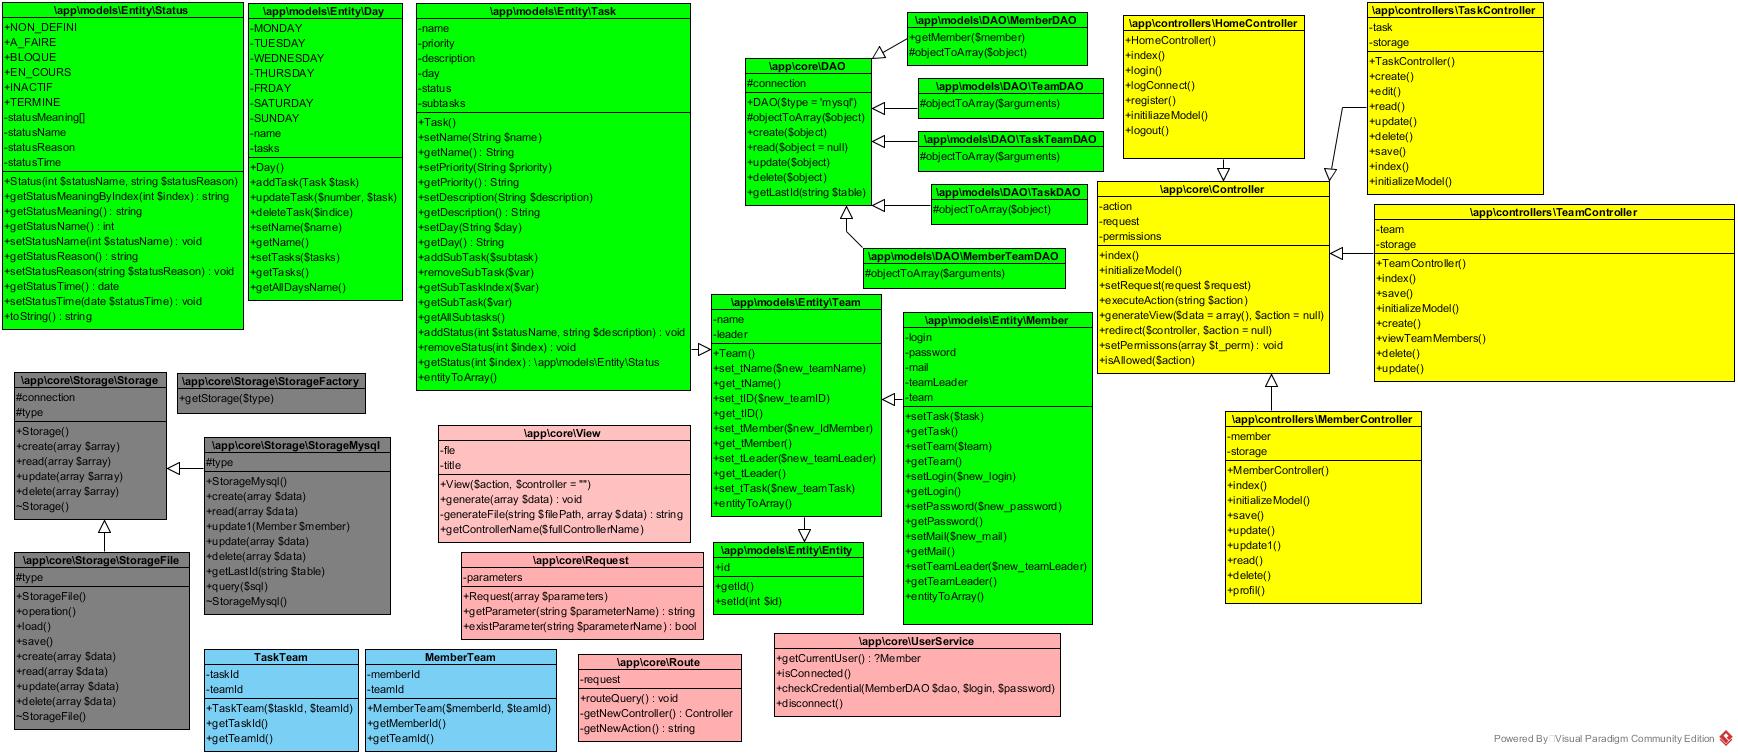 \app\models\Entity\Status
+NON_DEFINI
+A_FAIRE
+BLOQUE
+EN_COURS
+INACTIF
+TERMINE
-statusMeaning[]
-statusName
-statusReason
-statusTime
+Status(int $statusName, string $statusReason)
+getStatusMeaningByIndex(int $index) : string
+getStatusMeaning() : string
+getStatusName() : int
+setStatusName(int $statusName) : void
+getStatusReason() : string
+setStatusReason(string $statusReason) : void
+getStatusTime() : date
+setStatusTime(date $statusTime) : void
+toString() : string
\app\models\Entity\Day
-MONDAY
-TUESDAY
-WEDNESDAY
-THURSDAY
-FRDAY
-SATURDAY
-SUNDAY
-name
-tasks
+Day()
+addTask(Task $task)
+updateTask($number, $task)
+deleteTask($indice)
+setName($name)
+getName()
+setTasks($tasks)
+getTasks()
+getAllDaysName()
\app\models\Entity\Task
-name
-priority
-description
-day
-status
-subtasks
+Task()
+setName(String $name)
+getName() : String
+setPriority(String $priority)
+getPriority() : String
+setDescription(String $description)
+getDescription() : String
+setDay(String $day)
+getDay() : String
+addSubTask($subtask)
+removeSubTask($var)
+getSubTaskIndex($var)
+getSubTask($var)
+getAllSubtasks()
+addStatus(int $statusName, string $description) : void
+removeStatus(int $index) : void
+getStatus(int $index) : \app\models\Entity\Status
+entityToArray()
\app\core\DAO
#connection
+DAO($type = 'mysql')
#objectToArray($object)
+create($object)
+read($object = null)
+update($object)
+delete($object)
+getLastId(string $table)
\app\models\DAO\MemberDAO
+getMember($member)
#objectToArray($object)
\app\models\DAO\TeamDAO
#objectToArray($arguments)
\app\models\DAO\TaskTeamDAO
#objectToArray($arguments)
\app\models\DAO\TaskDAO
#objectToArray($object)
\app\models\DAO\MemberTeamDAO
#objectToArray($arguments)
\app\controllers\HomeController
+HomeController()
+index()
+login()
+logConnect()
+register()
+initiliazeModel()
+logout()
\app\controllers\TaskController
-task
-storage
+TaskController()
+create()
+edit()
+read()
+update()
+delete()
+save()
+index()
+initializeModel()
\app\core\Controller
-action
-request
-permissions
+index()
+initializeModel()
+setRequest(request $request)
+executeAction(string $action)
+generateView($data = array(), $action = null)
+redirect($controller, $action = null)
+setPermissons(array $t_perm) : void
+isAllowed($action)
\app\controllers\TeamController
-team
-storage
+TeamController()
+index()
+save()
+initializeModel()
+create()
+viewTeamMembers()
+delete()
+update()
\app\controllers\MemberController
-member
-storage
+MemberController()
+index()
+initializeModel()
+save()
+update()
+update1()
+read()
+delete()
+profil()
\app\models\Entity\Team
-name
-leader
+Team()
+set_tName($new_teamName)
+get_tName()
+set_tID($new_teamID)
+get_tID()
+set_tMember($new_IdMember)
+get_tMember()
+set_tLeader($new_teamLeader)
+get_tLeader()
+set_tTask($new_teamTask)
+entityToArray()
\app\models\Entity\Member
-login
-password
-mail
-teamLeader
-team
+setTask($task)
+getTask()
+setTeam($team)
+getTeam()
+setLogin($new_login)
+getLogin()
+setPassword($new_password)
+getPassword()
+setMail($new_mail)
+getMail()
+setTeamLeader($new_teamLeader)
+getTeamLeader()
+entityToArray()
\app\models\Entity\Entity
+id
+getId()
+setId(int $id)
\app\core\Storage\Storage
#connection
#type
+Storage()
+create(array $array)
+read(array $array)
+update(array $array)
+delete(array $array)
~Storage()
\app\core\Storage\StorageFactory
+getStorage($type)
\app\core\Storage\StorageMysql
#type
+StorageMysql()
+create(array $data)
+read(array $data)
+update1(Member $member)
+update(array $data)
+delete(array $data)
+getLastId(string $table)
+query($sql)
~StorageMysql()
\app\core\Storage\StorageFile
#type
+StorageFile()
+operation()
+load()
+save()
+create(array $data)
+read(array $data)
+update(array $data)
+delete(array $data)
~StorageFile()
\app\core\View
-fle
-title
+View($action, $controller = "")
+generate(array $data) : void
-generateFile(string $filePath, array $data) : string
+getControllerName($fullControllerName)
\app\core\Request
-parameters
+Request(array $parameters)
+getParameter(string $parameterName) : string
+existParameter(string $parameterName) : bool
TaskTeam
-taskId
-teamId
+TaskTeam($taskId, $teamId)
+getTaskId()
+getTeamId()
MemberTeam
-memberId
-teamId
+MemberTeam($memberId, $teamId)
+getMemberId()
+getTeamId()
\app\core\Route
-request
+routeQuery() : void
-getNewController() : Controller
-getNewAction() : string
\app\core\UserService
+getCurrentUser() : ?Member
+isConnected()
+checkCredential(MemberDAO $dao, $login, $password)
+disconnect()
Powered By Visual Paradigm Community Edition